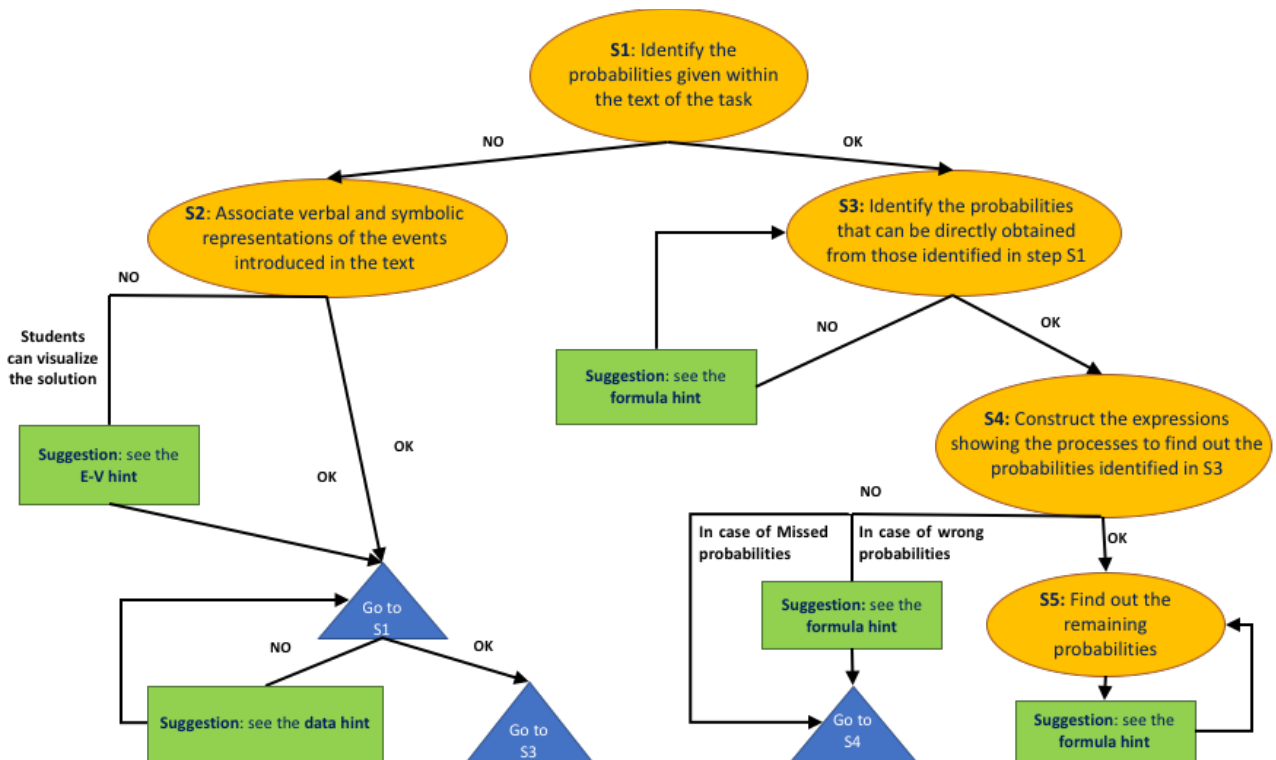 S1: Identify the
probabilities given within
the text of the task
NO
OK
S2: Associate verbal and symbolic
representations of the events
introduced in the text
S3: Identify the probabilities
that can be directly obtained
from those identified in step S1
NO
Students
can visualize
the solution
NO
OK
Suggestion: see the
formula hint
S4: Construct the expressions
showing the processes to find out the
probabilities identified in S3
Suggestion: see the
E-V hint
OK
OK
NO
In case of Missed
probabilities
In case of wrong
probabilities
OK
Suggestion: see the
formula hint
S5: Find out the
remaining
probabilities
Go to
S1
NO
OK
Suggestion: see the data hint
Go to
S3
Go to
S4
Suggestion: see the
formula hint